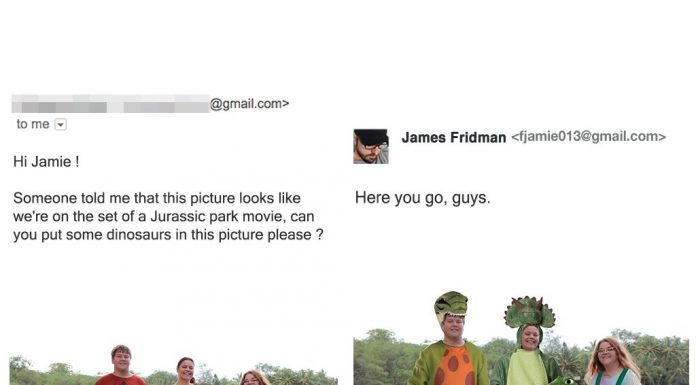 @gmail.com>
to me
Hi Jamie !
Someone told me that this picture looks like
we're on the set of a Jurassic park movie, can
you put some dinosaurs in this picture please ?
James Fridman <fjamie013@gmail.com>
Here you go, guys.